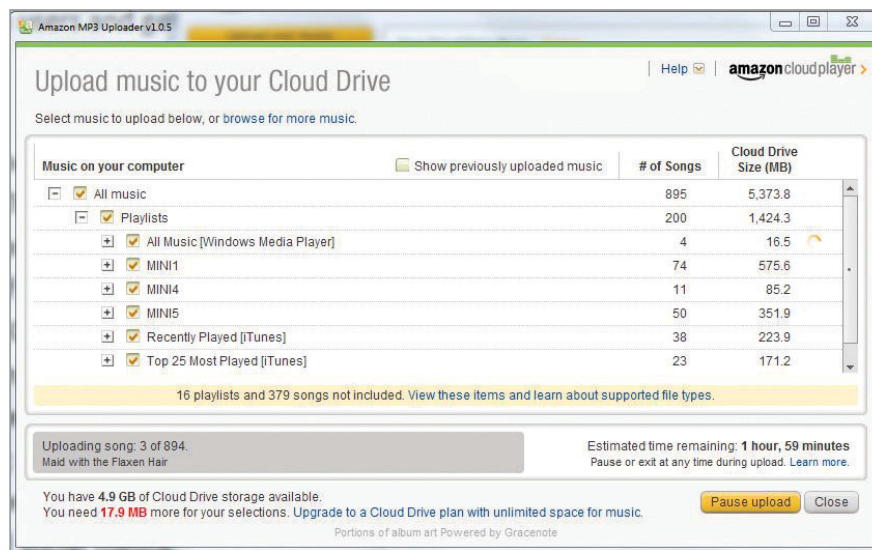 Amazon MP3 Uploader v1.0.5
Upload music to your Cloud Drive
Help
amazoncloudplayer
Select music to upload below, or browse for more music.
Music on your computer Show previously uploaded music # of Songs Cloud Drive Size (MB)
All music 895 5,373.8
Playlists 200 1,424.3
All Music [Windows Media Player] 4 16.5
MINI1 74 575.6
MINI4 11 85.2
MINI5 50 351.9
Recently Played [iTunes] 38 223.9
Top 25 Most Played [iTunes] 23 171.2
16 playlists and 379 songs not included. View these items and learn about supported file types.
Uploading song: 3 of 894.
Maid with the Flaxen Hair
Estimated time remaining: 1 hour, 59 minutes
Pause or exit at any time during upload. Learn more.
You have 4.9 GB of Cloud Drive storage available.
You need 17.9 MB more for your selections. Upgrade to a Cloud Drive plan with unlimited space for music.
Pause upload
Close
Portions of album art Powered by Gracenote